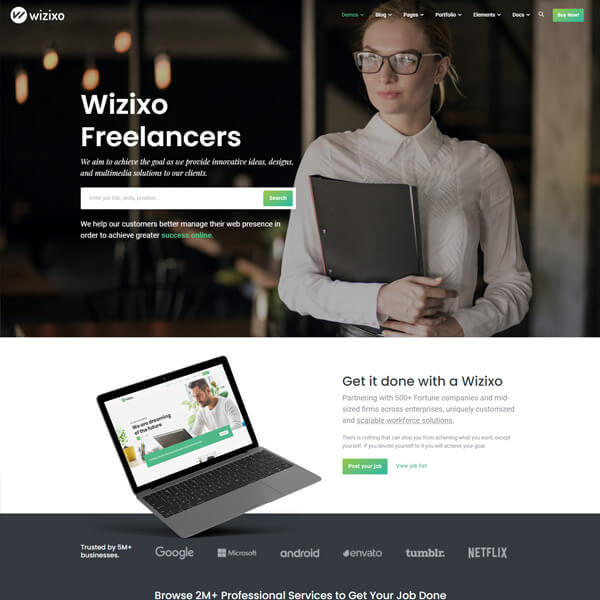 wizixo
Demos Blog Pages Portfolio Elements Docs Buy Now!
Wizixo
Freelancers
We aim to achieve the goal as we provide innovative ideas, designs,
and multimedia solutions to our clients.
Enter job title, skills, position... Search
We help our customers better manage their web presence in
order to achieve greater success online.
Get it done with a Wizixo
Partnering with 500+ Fortune companies and mid-
sized firms across enterprises, uniquely customized
and scalable workforce solutions.
There is nothing that can stop you from achieving what you want, except
yourself. If you devote yourself to it you will achieve your goal.
Post your job View job list
We are dreaming
of the future
Trusted by 5M+
businesses.
Google Microsoft android envato tumblr. NETFLIX
Browse 2M+ Professional Services to Get Your Job Done